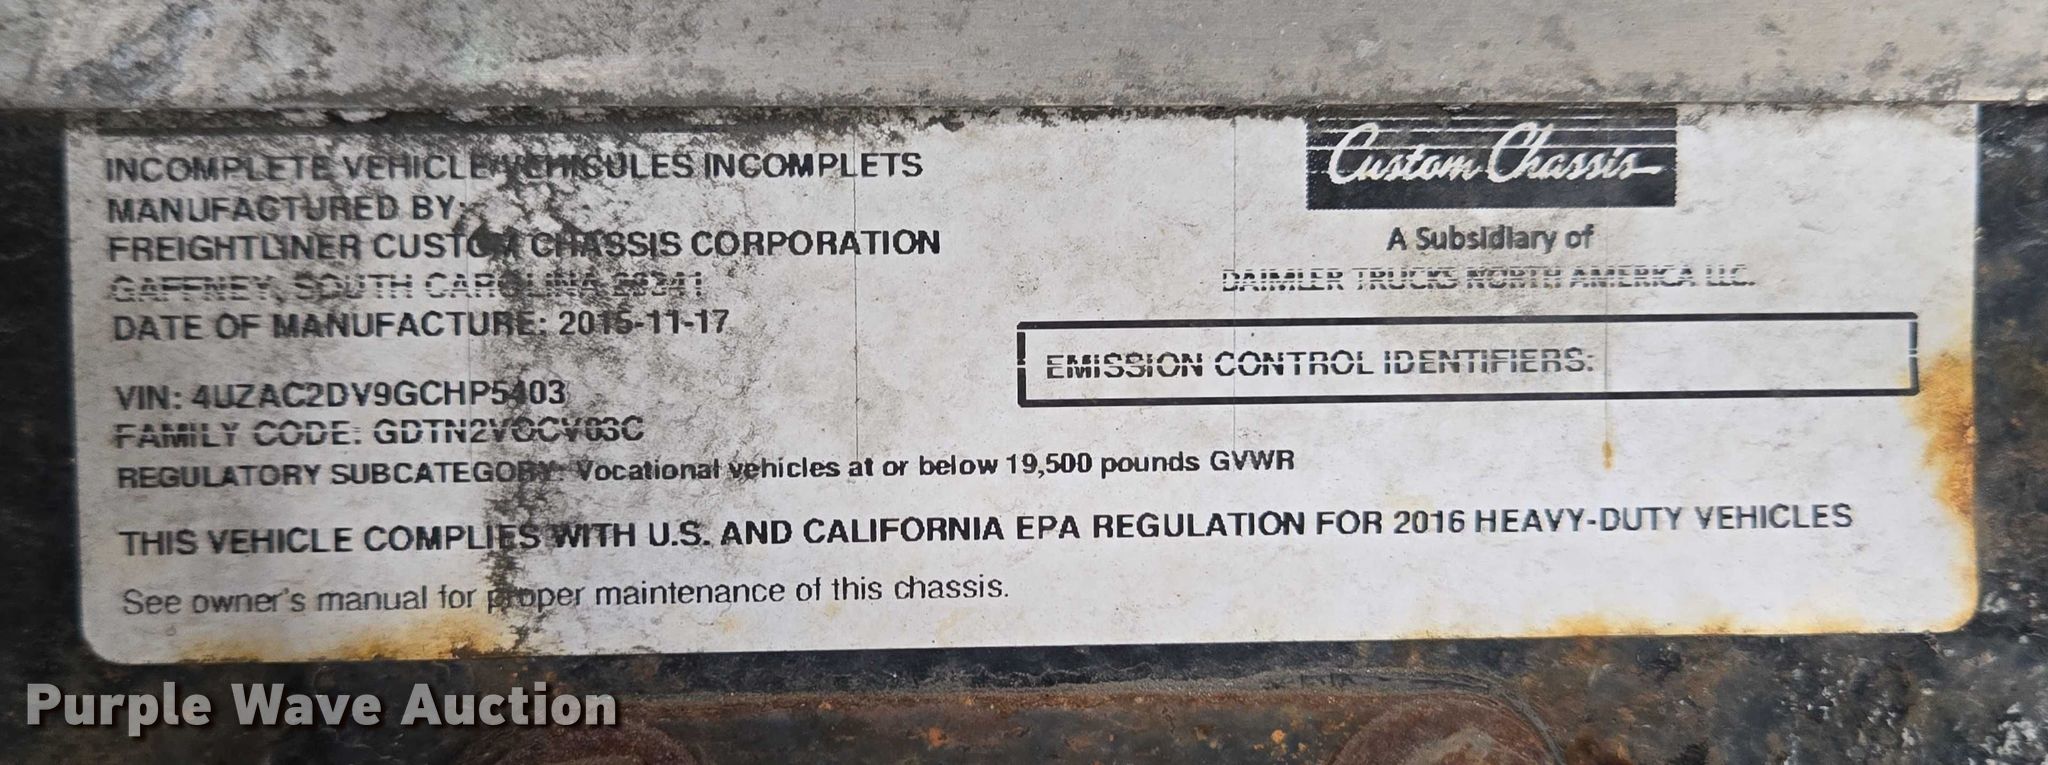 INCOMPLETE VEHICLE/VEHICULES INCOMPLETS
MANUFACTURED BY:
FREIGHTLINER CUSTOM CHASSIS CORPORATION
GAFFNEY, SOUTH CAROLINA 29341
DATE OF MANUFACTURE: 2015-11-17
VIN: 4UZAC2DV9GCHP5403
FAMILY CODE: GDTN2VOCV03C
REGULATORY SUBCATEGORY: Vocational vehicles at or below 19,500 pounds GVWR
THIS VEHICLE COMPLIES WITH U.S. AND CALIFORNIA EPA REGULATION FOR 2016 HEAVY-DUTY VEHICLES
See owner's manual for proper maintenance of this chassis.
Custom Chassis
A Subsidiary of
DAIMLER TRUCKS NORTH AMERICA LLC.
EMISSION CONTROL IDENTIFIERS:
Purple Wave Auction